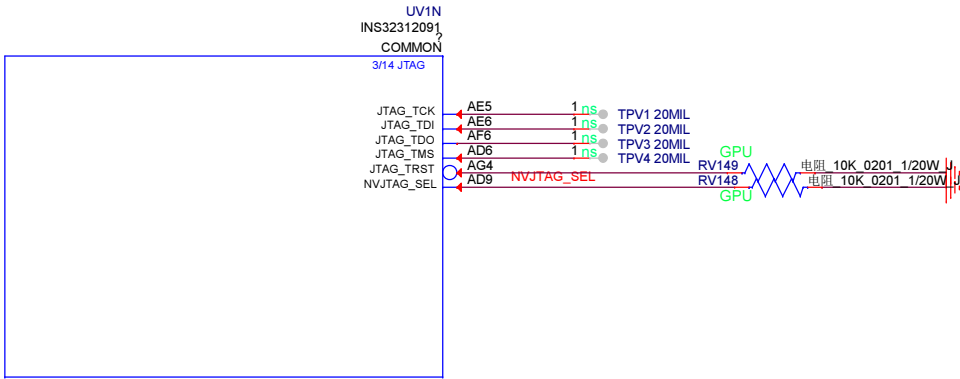 UV1N
INS32312091
?
COMMON
3/14 JTAG
JTAG_TCK AE5 1 ns TPV1 20MIL
JTAG_TDI AE6 1 ns TPV2 20MIL
JTAG_TDO AF6 1 ns TPV3 20MIL
JTAG_TMS AD6 1 ns TPV4 20MIL
GPU
JTAG_TRST AG4 RV149 电阻_10K_0201_1/20W_J
NVJTAG_SEL AD9 NVJTAG_SEL RV148 电阻_10K_0201_1/20W_J
GPU